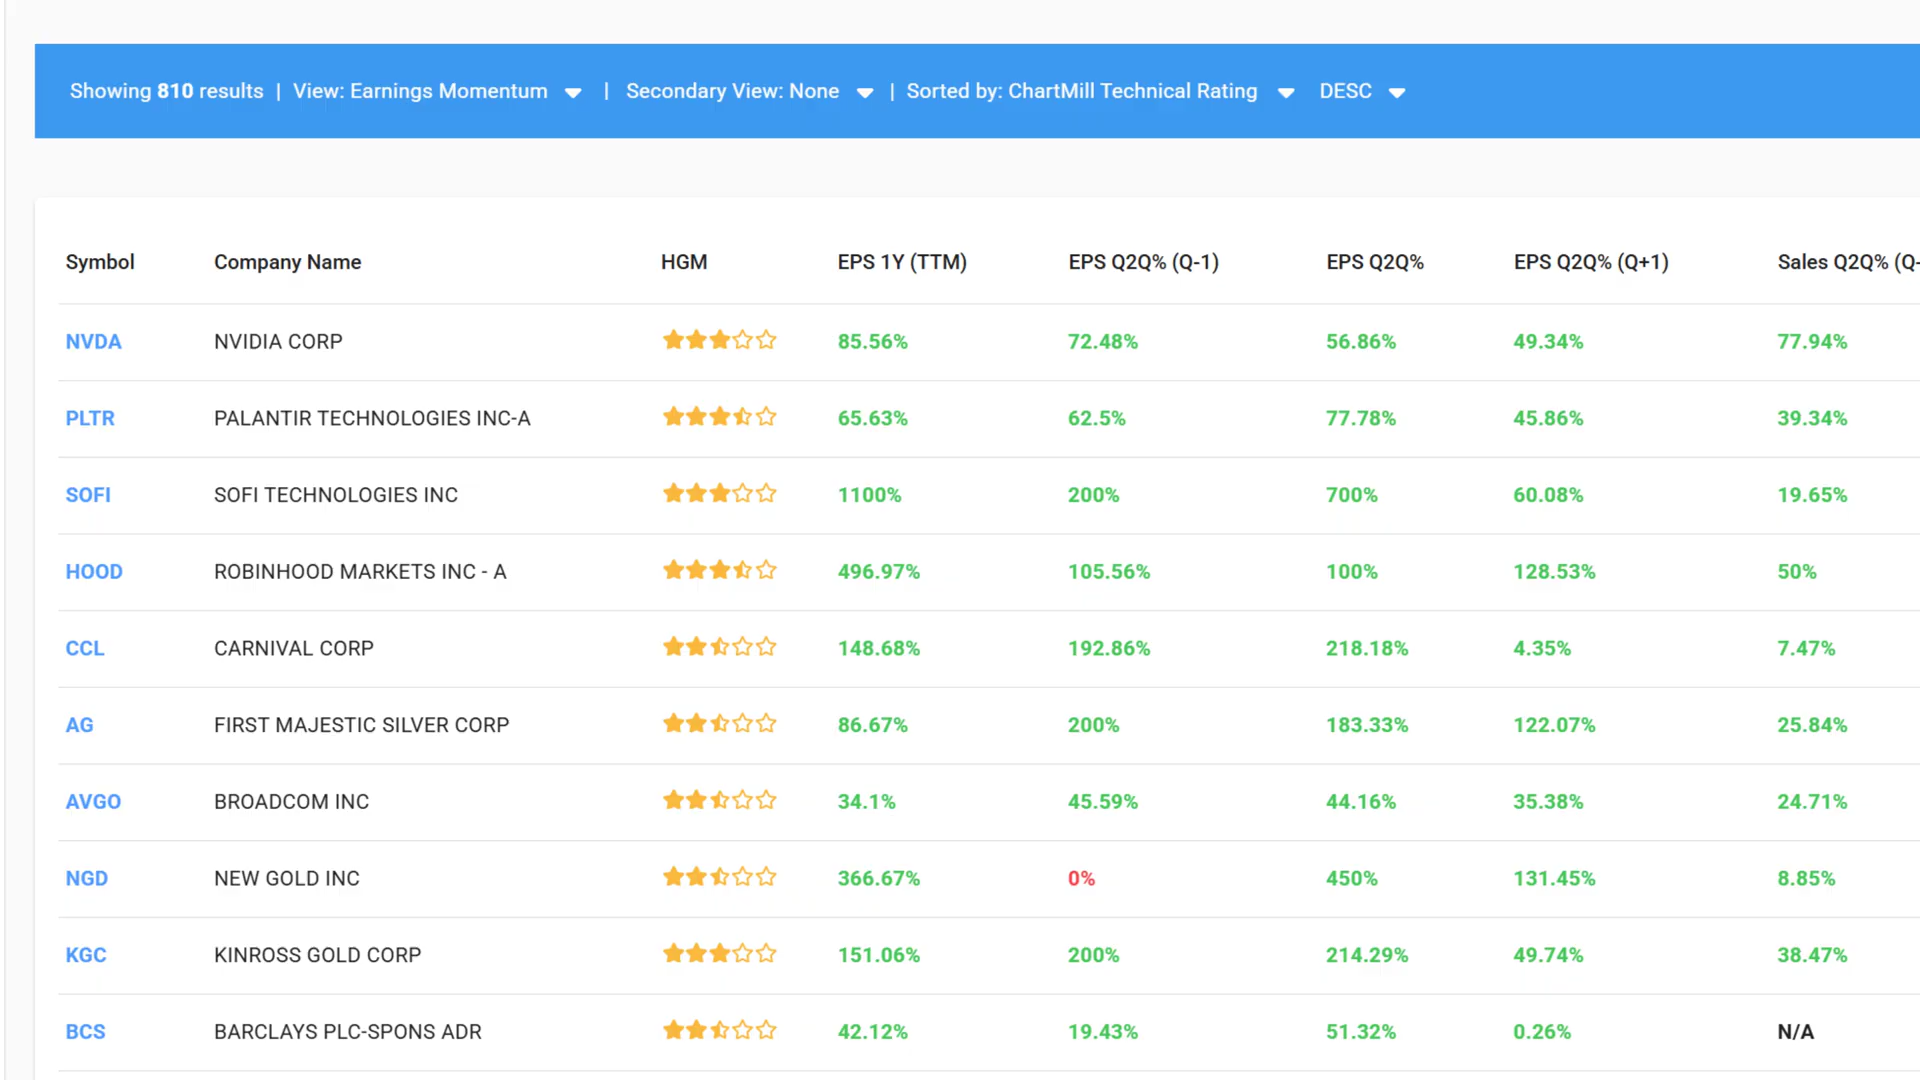 Showing 810 results | View: Earnings Momentum | Secondary View: None | Sorted by: ChartMill Technical Rating DESC
Symbol Company Name HGM EPS 1Y (TTM) EPS Q2Q% (Q-1) EPS Q2Q% EPS Q2Q% (Q+1) Sales Q2Q% (Q-
NVDA NVIDIA CORP 85.56% 72.48% 56.86% 49.34% 77.94%
PLTR PALANTIR TECHNOLOGIES INC-A 65.63% 62.5% 77.78% 45.86% 39.34%
SOFI SOFI TECHNOLOGIES INC 1100% 200% 700% 60.08% 19.65%
HOOD ROBINHOOD MARKETS INC - A 496.97% 105.56% 100% 128.53% 50%
CCL CARNIVAL CORP 148.68% 192.86% 218.18% 4.35% 7.47%
AG FIRST MAJESTIC SILVER CORP 86.67% 200% 183.33% 122.07% 25.84%
AVGO BROADCOM INC 34.1% 45.59% 44.16% 35.38% 24.71%
NGD NEW GOLD INC 366.67% 0% 450% 131.45% 8.85%
KGC KINROSS GOLD CORP 151.06% 200% 214.29% 49.74% 38.47%
BCS BARCLAYS PLC-SPONS ADR 42.12% 19.43% 51.32% 0.26% N/A